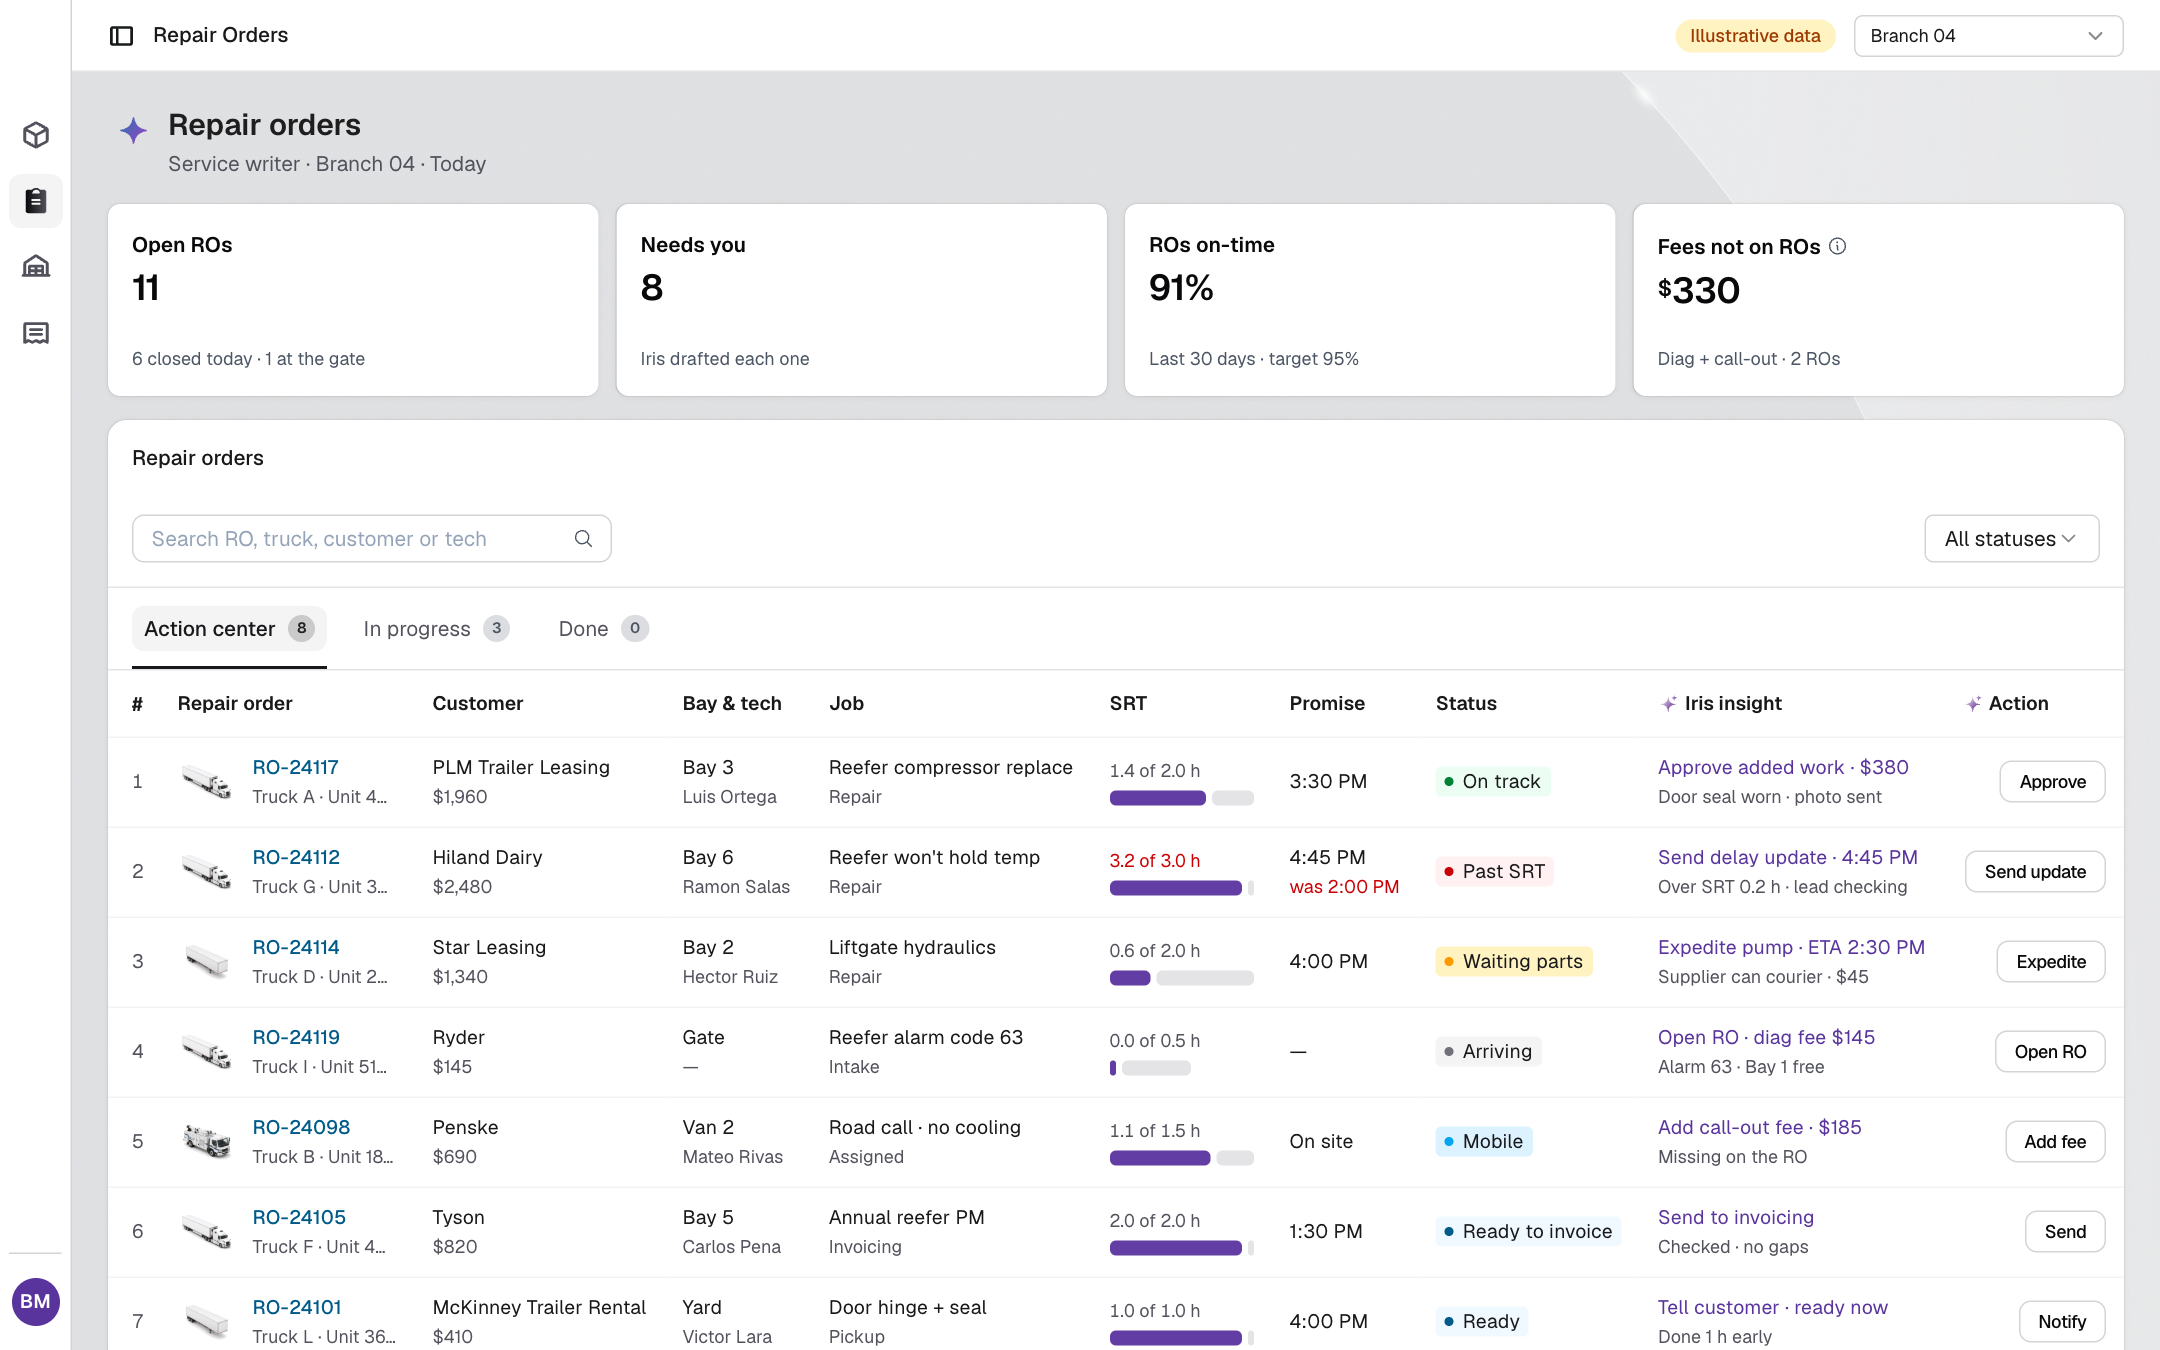 Repair Orders
Illustrative data
Branch 04
Repair orders
Service writer · Branch 04 · Today
Open ROs
11
6 closed today · 1 at the gate
Needs you
8
Iris drafted each one
ROs on-time
91%
Last 30 days · target 95%
Fees not on ROs
$330
Diag + call-out · 2 ROs
Repair orders
Search RO, truck, customer or tech
All statuses
Action center 8
In progress 3
Done 0
# Repair order Customer Bay & tech Job SRT Promise Status Iris insight Action
1 RO-24117 PLM Trailer Leasing Bay 3 Reefer compressor replace 1.4 of 2.0 h 3:30 PM On track Approve added work · $380 Approve
Truck A · Unit 4... $1,960 Luis Ortega Repair Door seal worn · photo sent
2 RO-24112 Hiland Dairy Bay 6 Reefer won't hold temp 3.2 of 3.0 h 4:45 PM Past SRT Send delay update · 4:45 PM Send update
Truck G · Unit 3... $2,480 Ramon Salas Repair was 2:00 PM Over SRT 0.2 h · lead checking
3 RO-24114 Star Leasing Bay 2 Liftgate hydraulics 0.6 of 2.0 h 4:00 PM Waiting parts Expedite pump · ETA 2:30 PM Expedite
Truck D · Unit 2... $1,340 Hector Ruiz Repair Supplier can courier · $45
4 RO-24119 Ryder Gate Reefer alarm code 63 0.0 of 0.5 h — Arriving Open RO · diag fee $145 Open RO
Truck I · Unit 51... $145 — Intake Alarm 63 · Bay 1 free
5 RO-24098 Penske Van 2 Road call · no cooling 1.1 of 1.5 h On site Mobile Add call-out fee · $185 Add fee
Truck B · Unit 18... $690 Mateo Rivas Assigned Missing on the RO
6 RO-24105 Tyson Bay 5 Annual reefer PM 2.0 of 2.0 h 1:30 PM Ready to invoice Send to invoicing Send
Truck F · Unit 4... $820 Carlos Pena Invoicing Checked · no gaps
7 RO-24101 McKinney Trailer Rental Yard Door hinge + seal 1.0 of 1.0 h 4:00 PM Ready Tell customer · ready now Notify
Truck L · Unit 36... $410 Victor Lara Pickup Done 1 h early
BM